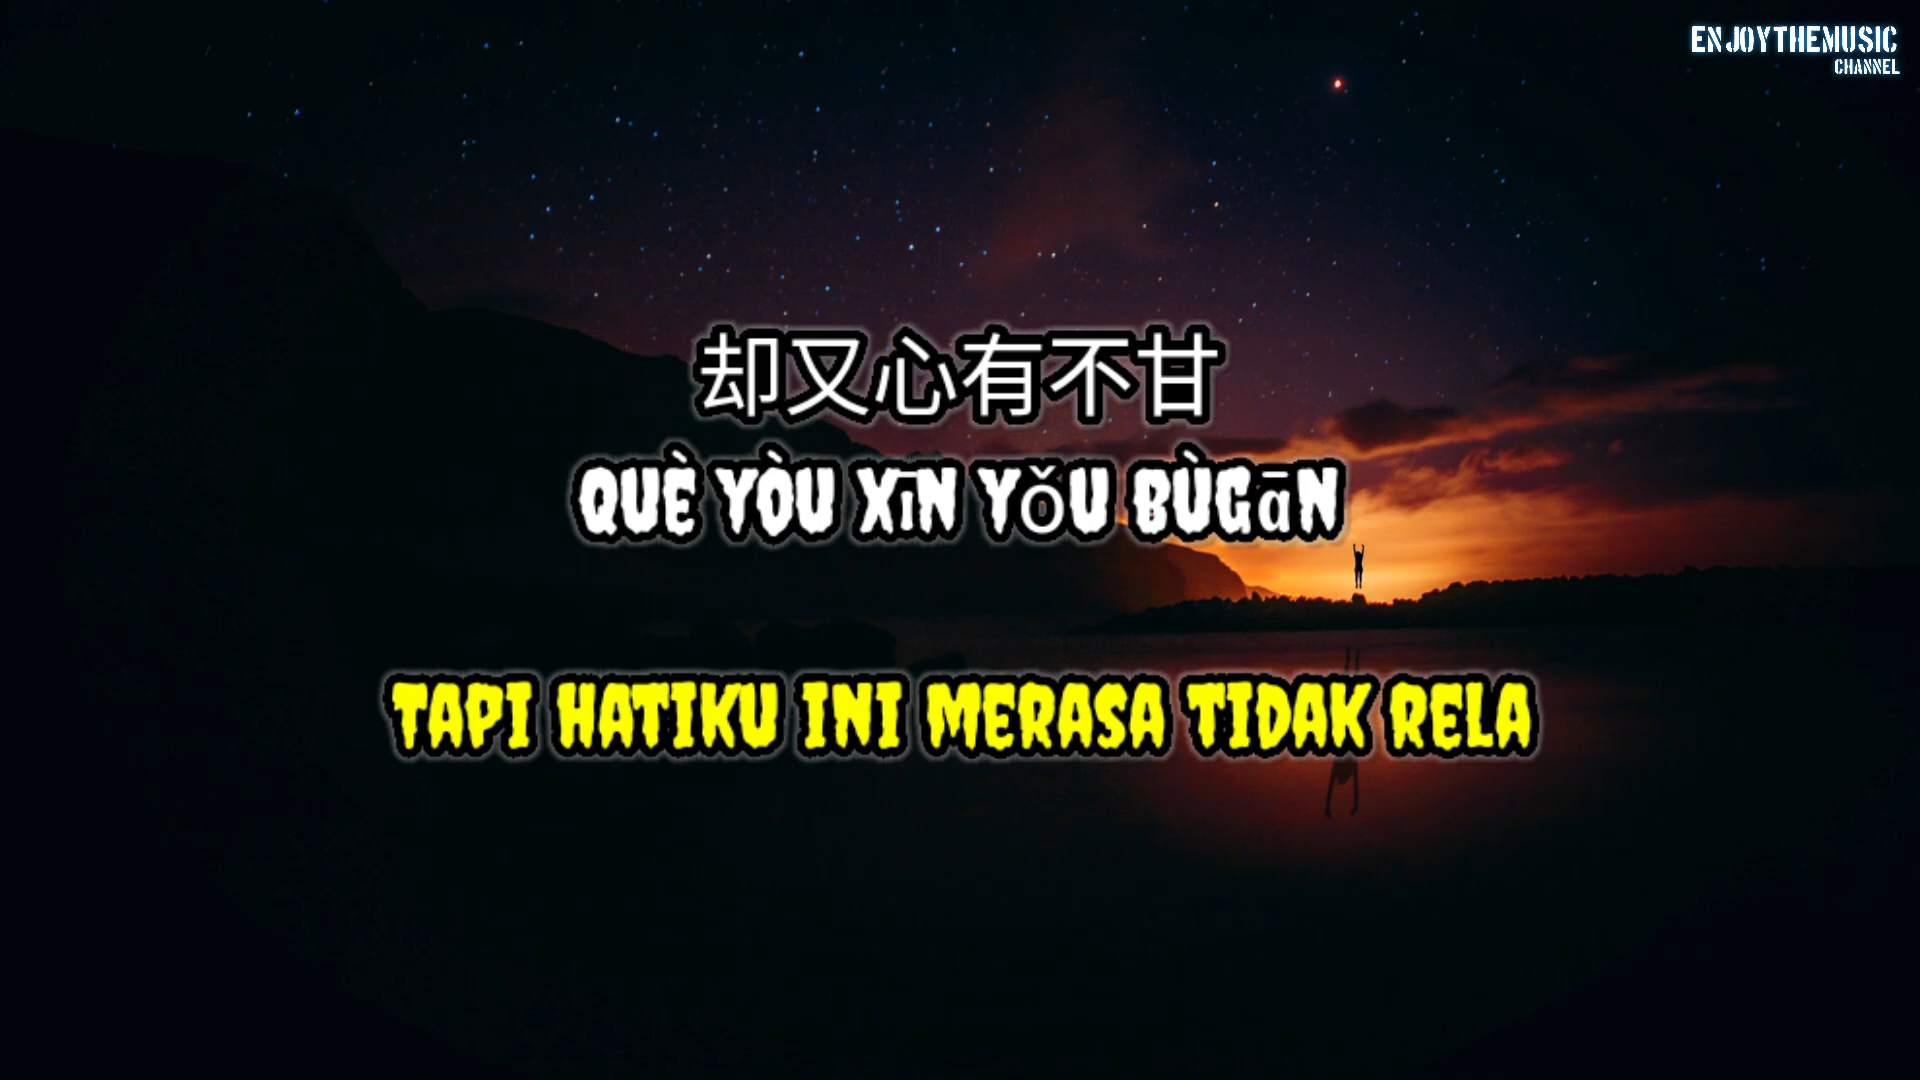 ENJOYTHEMUSIC
CHANNEL
却又心有不甘
QUÈ YÒU XĪN YǑU BÙGāN
TAPI HATIKU INI MERASA TIDAK RELA